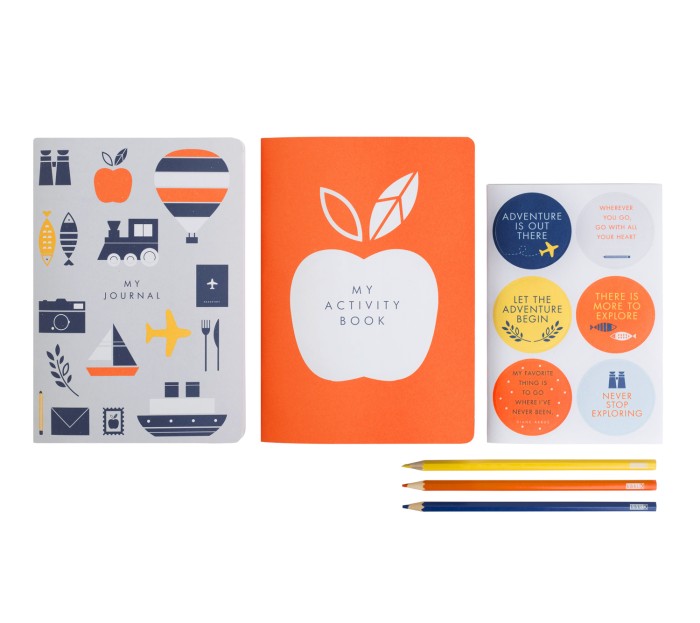 MY
JOURNAL
MY
ACTIVITY
BOOK
ADVENTURE
IS OUT
THERE
WHEREVER
YOU GO,
GO WITH ALL
YOUR HEART
LET THE
ADVENTURE
BEGIN
THERE IS
MORE TO
EXPLORE
MY FAVORITE
THING IS
TO GO
WHERE I'VE
NEVER BEEN.
NEVER
STOP
EXPLORING